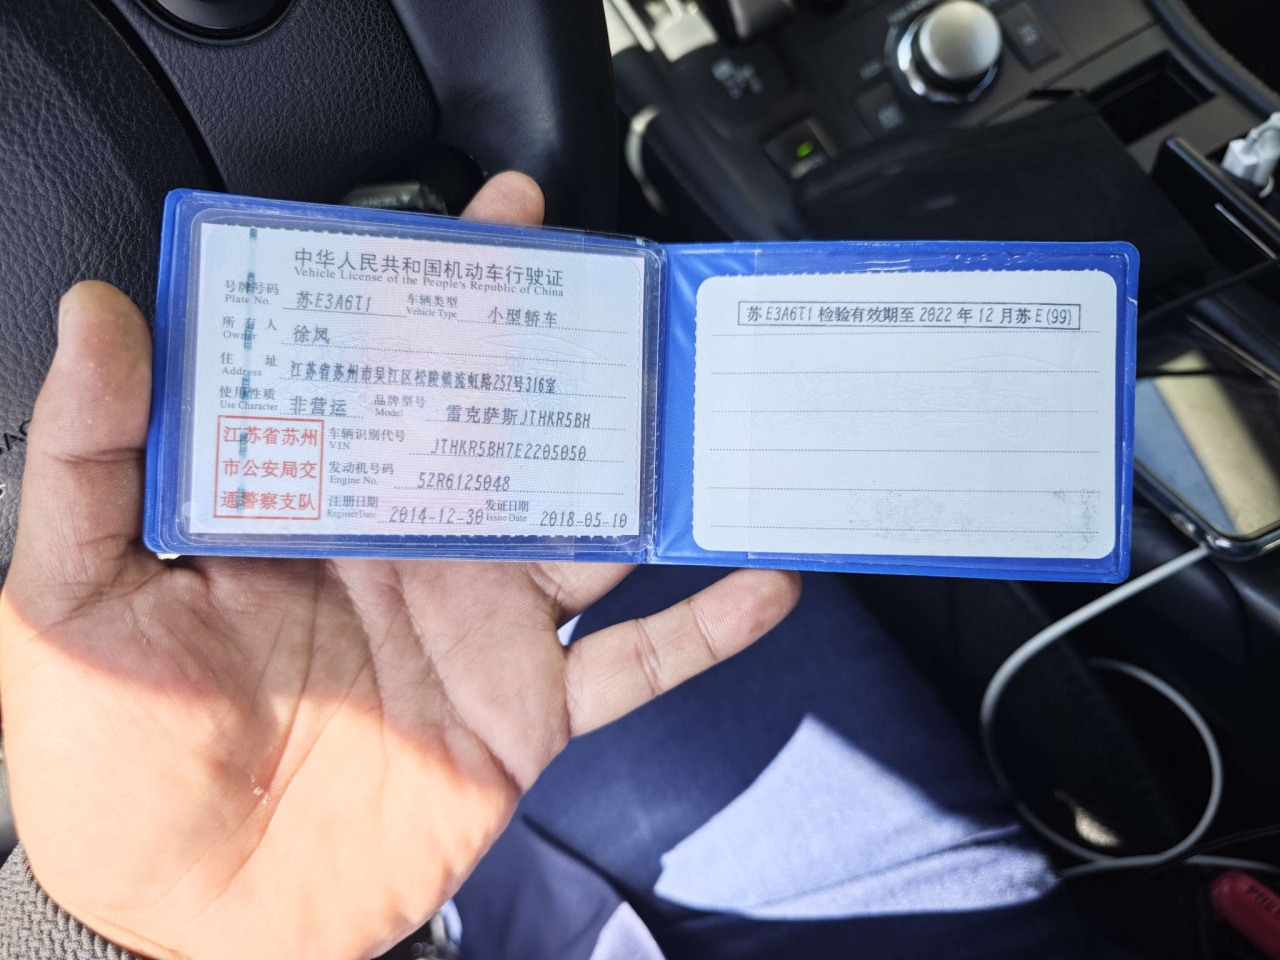 中华人民共和国机动车行驶证
Vehicle License of the People's Republic of China
号牌号码 苏E3A6T1 车辆类型 小型轿车
Plate No. Vehicle Type
所有人 徐凤
Owner
住址 江苏省苏州市吴江区松陵镇流虹路257号316室
Address
使用性质 非营运 品牌型号 雷克萨斯JTHKR5BH
Use Character Model
江苏省苏州
市公安局交
通警察支队
车辆识别代号 JTHKR5BH7E2205050
VIN
发动机号码 5ZR6125048
Engine No.
注册日期 2014-12-30 发证日期 2018-05-10
Register Date Issue Date
苏E3A6T1 检验有效期至 2022 年 12 月苏 E(99)